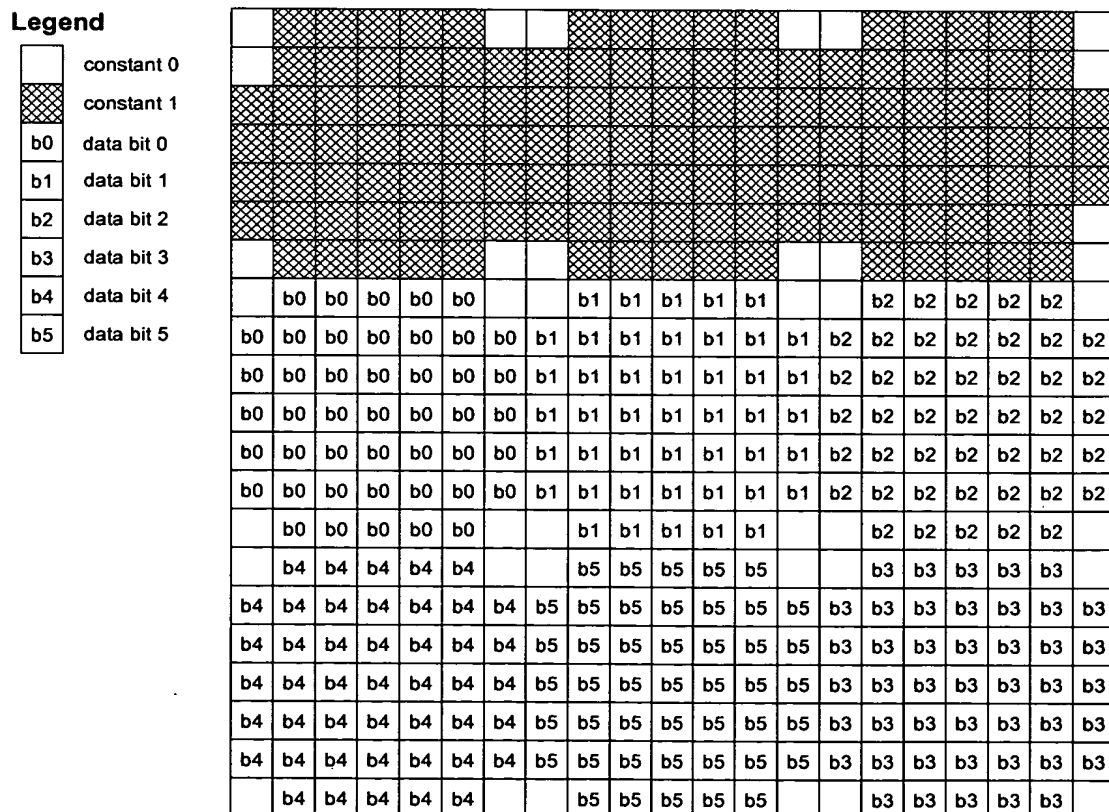 Legend
constant 0
constant 1
b0 data bit 0
b1 data bit 1
b2 data bit 2
b3 data bit 3
b4 data bit 4
b5 data bit 5
b0 b0 b0 b0 b0 b1 b1 b1 b1 b1 b2 b2 b2 b2 b2
b0 b0 b0 b0 b0 b0 b0 b1 b1 b1 b1 b1 b1 b1 b2 b2 b2 b2 b2 b2 b2
b0 b0 b0 b0 b0 b0 b0 b1 b1 b1 b1 b1 b1 b1 b2 b2 b2 b2 b2 b2 b2
b0 b0 b0 b0 b0 b0 b0 b1 b1 b1 b1 b1 b1 b1 b2 b2 b2 b2 b2 b2 b2
b0 b0 b0 b0 b0 b0 b0 b1 b1 b1 b1 b1 b1 b1 b2 b2 b2 b2 b2 b2 b2
b0 b0 b0 b0 b0 b0 b0 b1 b1 b1 b1 b1 b1 b1 b2 b2 b2 b2 b2 b2 b2
b0 b0 b0 b0 b0 b1 b1 b1 b1 b1 b2 b2 b2 b2 b2
b4 b4 b4 b4 b4 b5 b5 b5 b5 b5 b3 b3 b3 b3 b3
b4 b4 b4 b4 b4 b4 b4 b5 b5 b5 b5 b5 b5 b5 b3 b3 b3 b3 b3 b3 b3
b4 b4 b4 b4 b4 b4 b4 b5 b5 b5 b5 b5 b5 b5 b3 b3 b3 b3 b3 b3 b3
b4 b4 b4 b4 b4 b4 b4 b5 b5 b5 b5 b5 b5 b5 b3 b3 b3 b3 b3 b3 b3
b4 b4 b4 b4 b4 b4 b4 b5 b5 b5 b5 b5 b5 b5 b3 b3 b3 b3 b3 b3 b3
b4 b4 b4 b4 b4 b4 b4 b5 b5 b5 b5 b5 b5 b5 b3 b3 b3 b3 b3 b3 b3
b4 b4 b4 b4 b4 b5 b5 b5 b5 b5 b3 b3 b3 b3 b3